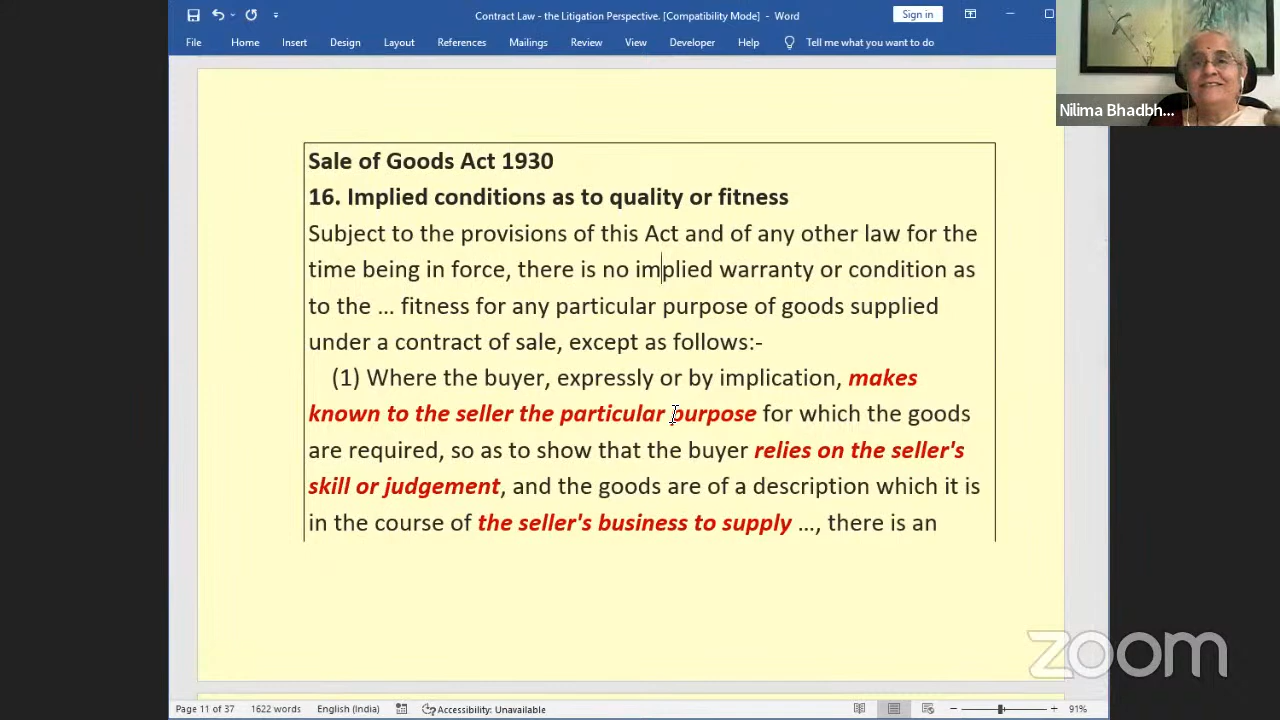 Contract Law - the Litigation Perspective. [Compatibility Mode] - Word
Sign in
File Home Insert Design Layout References Mailings Review View Developer Help Tell me what you want to do
Nilima Bhadbh...
Sale of Goods Act 1930
16. Implied conditions as to quality or fitness
Subject to the provisions of this Act and of any other law for the
time being in force, there is no implied warranty or condition as
to the ... fitness for any particular purpose of goods supplied
under a contract of sale, except as follows:-
(1) Where the buyer, expressly or by implication, makes
known to the seller the particular purpose for which the goods
are required, so as to show that the buyer relies on the seller's
skill or judgement, and the goods are of a description which it is
in the course of the seller's business to supply ..., there is an
zoom
Page 11 of 37 1622 words English (India) Accessibility: Unavailable 91%